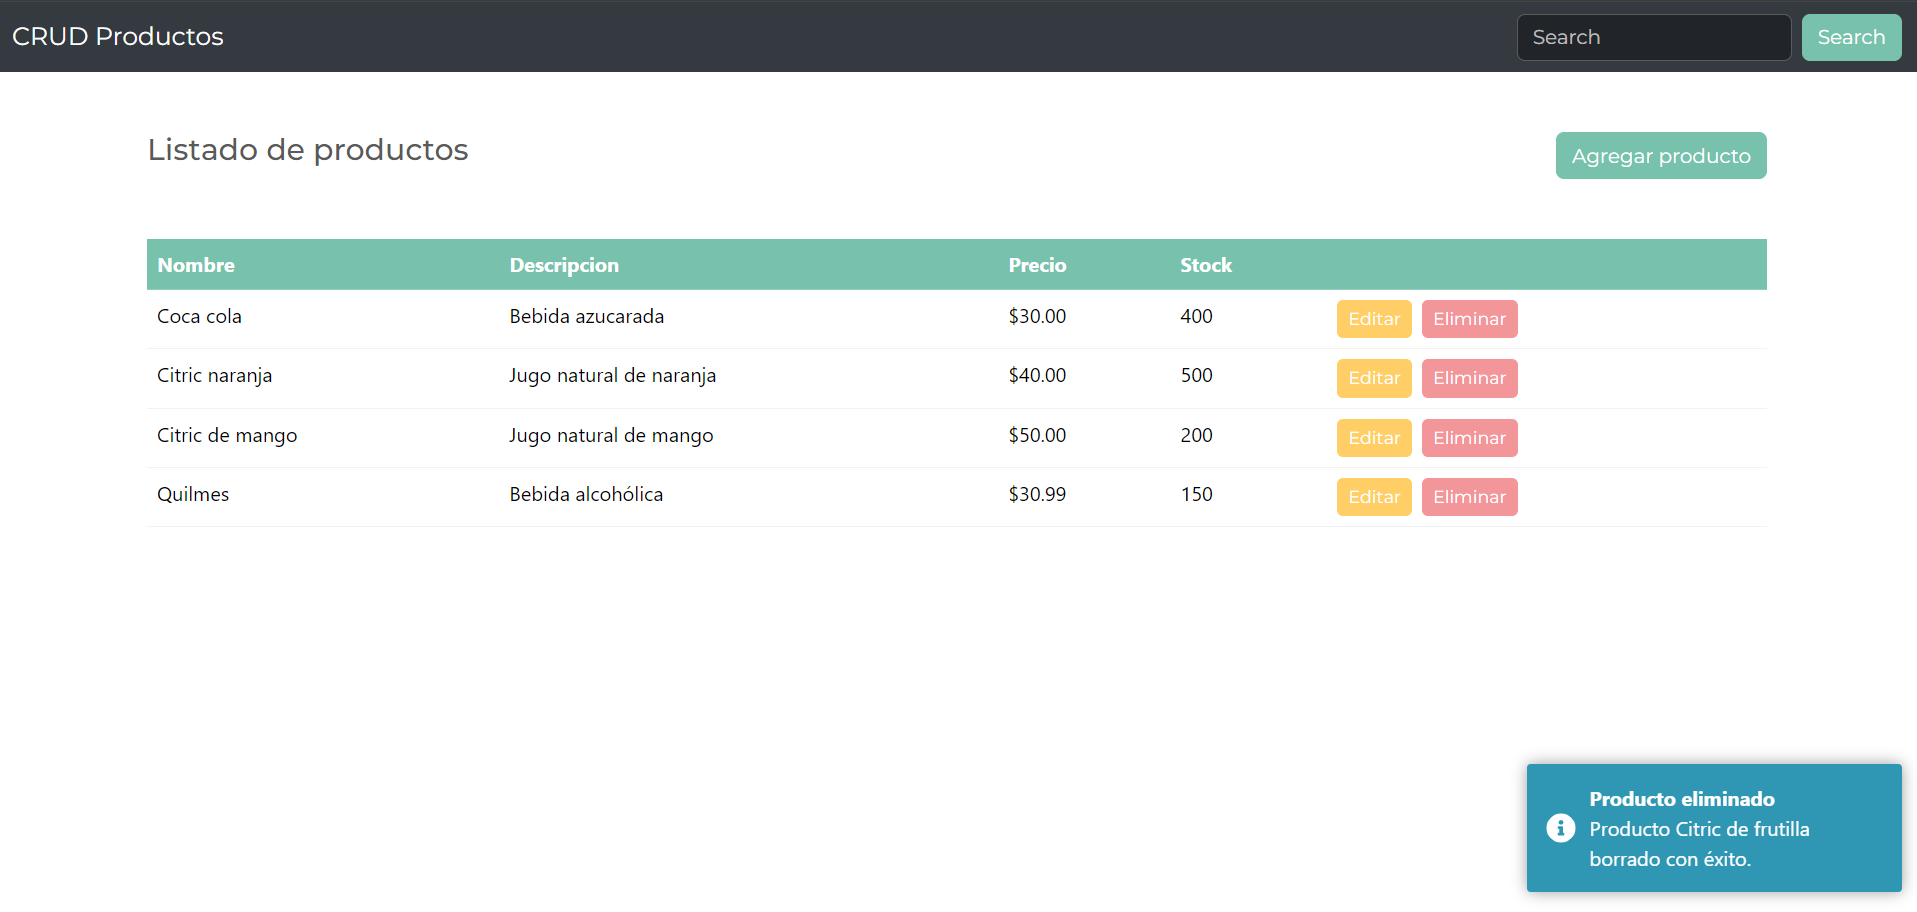 CRUD Productos Search Search
Listado de productos Agregar producto
Nombre Descripcion Precio Stock
Coca cola Bebida azucarada $30.00 400 Editar Eliminar
Citric naranja Jugo natural de naranja $40.00 500 Editar Eliminar
Citric de mango Jugo natural de mango $50.00 200 Editar Eliminar
Quilmes Bebida alcohólica $30.99 150 Editar Eliminar
Producto eliminado
Producto Citric de frutilla
borrado con éxito.